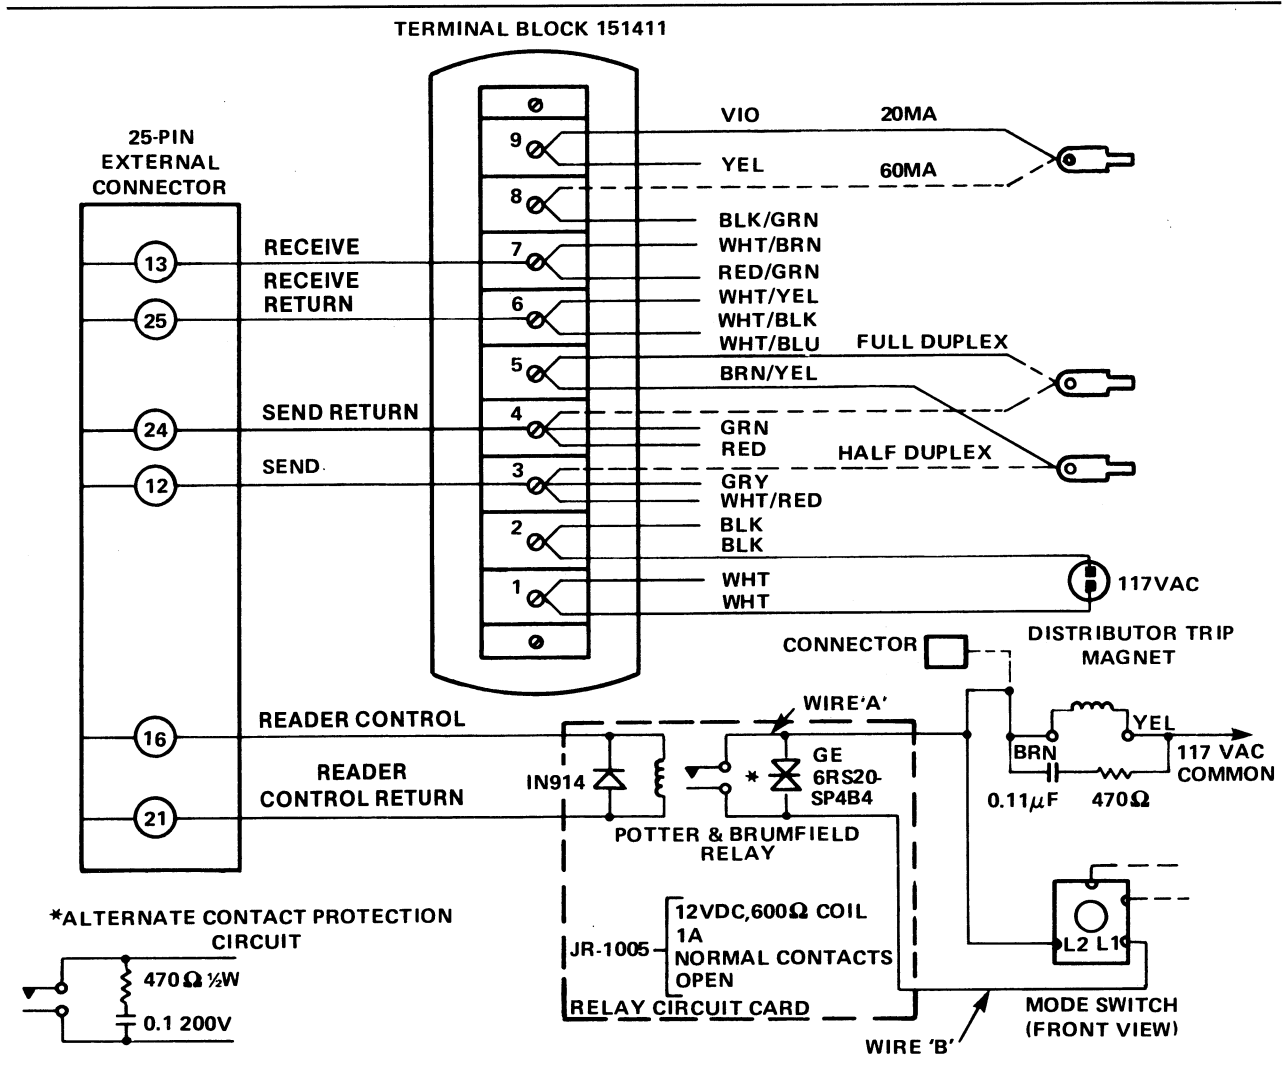 TERMINAL BLOCK 151411
25-PIN
EXTERNAL
CONNECTOR
13
25
24
12
16
21
RECEIVE
RECEIVE
RETURN
SEND RETURN
SEND
READER CONTROL
READER
CONTROL RETURN
9
8
7
6
5
4
3
2
1
VIO 20MA
YEL
60MA
BLK/GRN
WHT/BRN
RED/GRN
WHT/YEL
WHT/BLK
WHT/BLU FULL DUPLEX
BRN/YEL
GRN
RED
HALF DUPLEX
GRY
WHT/RED
BLK
BLK
WHT
WHT
117VAC
DISTRIBUTOR TRIP
MAGNET
CONNECTOR
WIRE'A'
BRN
YEL
117 VAC
COMMON
0.11µF 470Ω
IN914
*
GE
6RS20-
SP4B4
POTTER & BRUMFIELD
RELAY
JR-1005
12VDC,600Ω COIL
1A
NORMAL CONTACTS
OPEN
RELAY CIRCUIT CARD
L2 L1
MODE SWITCH
(FRONT VIEW)
WIRE 'B'
*ALTERNATE CONTACT PROTECTION
CIRCUIT
470Ω ½W
0.1 200V